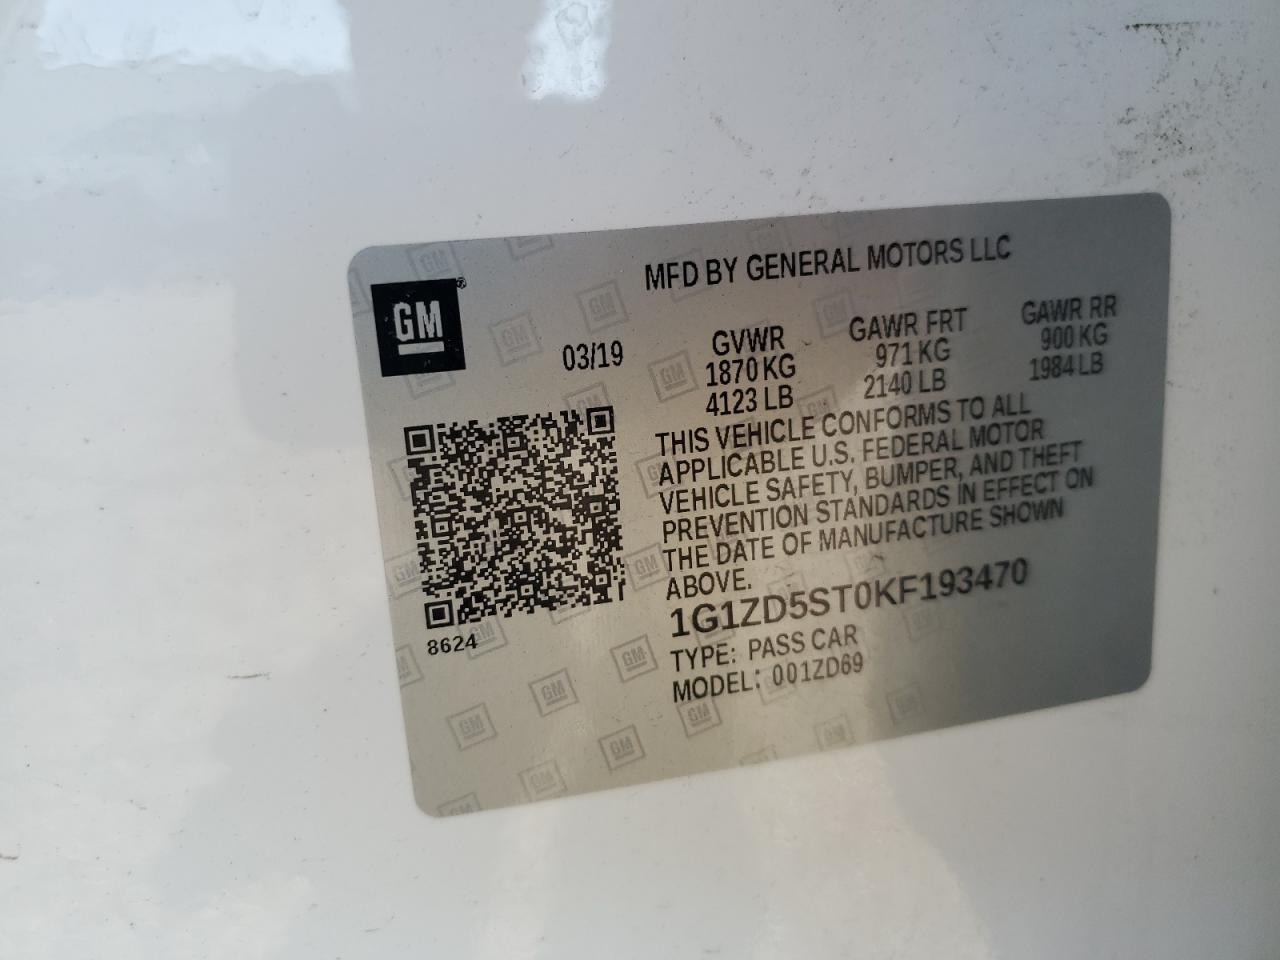 MFD BY GENERAL MOTORS LLC
GM®
03/19
GVWR GAWR FRT GAWR RR
1870 KG 971 KG 900 KG
4123 LB 2140 LB 1984 LB
THIS VEHICLE CONFORMS TO ALL
APPLICABLE U.S. FEDERAL MOTOR
VEHICLE SAFETY, BUMPER, AND THEFT
PREVENTION STANDARDS IN EFFECT ON
THE DATE OF MANUFACTURE SHOWN
ABOVE.
1G1ZD5ST0KF193470
8624
TYPE: PASS CAR
MODEL: 001ZD69